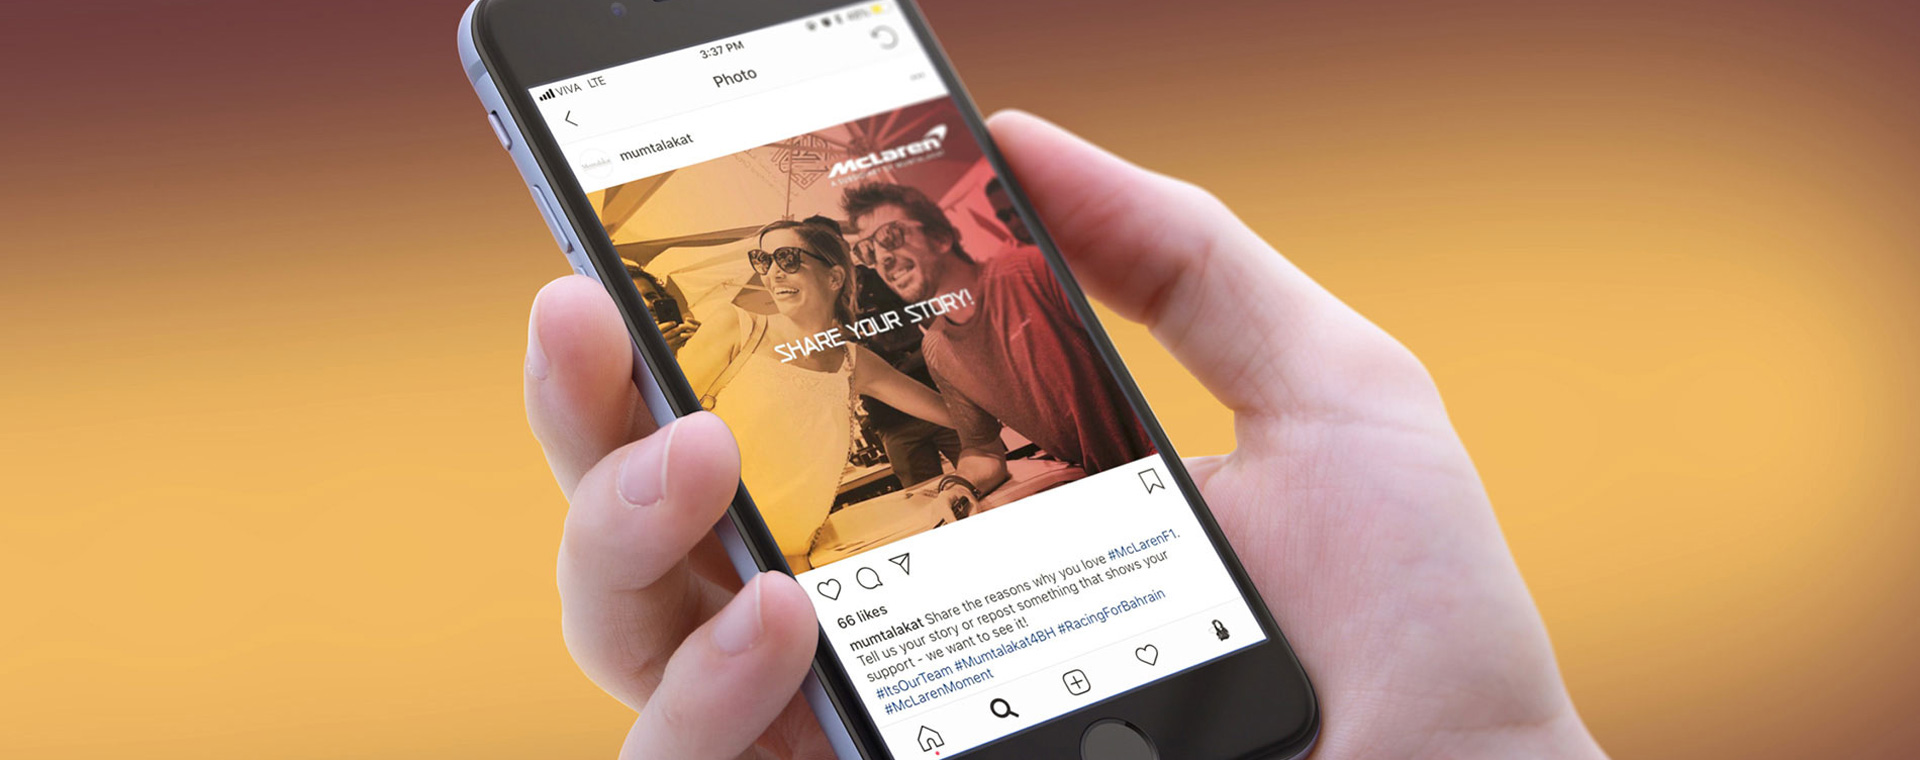 3:37 PM
VIVA LTE
Photo
mumtalakat
McLaren
SHARE YOUR STORY!
66 likes
mumtalakat Share the reasons why you love #McLarenF1.
Tell us your story or repost something that shows your
support - we want to see it!
#ItsOurTeam #Mumtalakat4BH #RacingForBahrain
#McLarenMoment